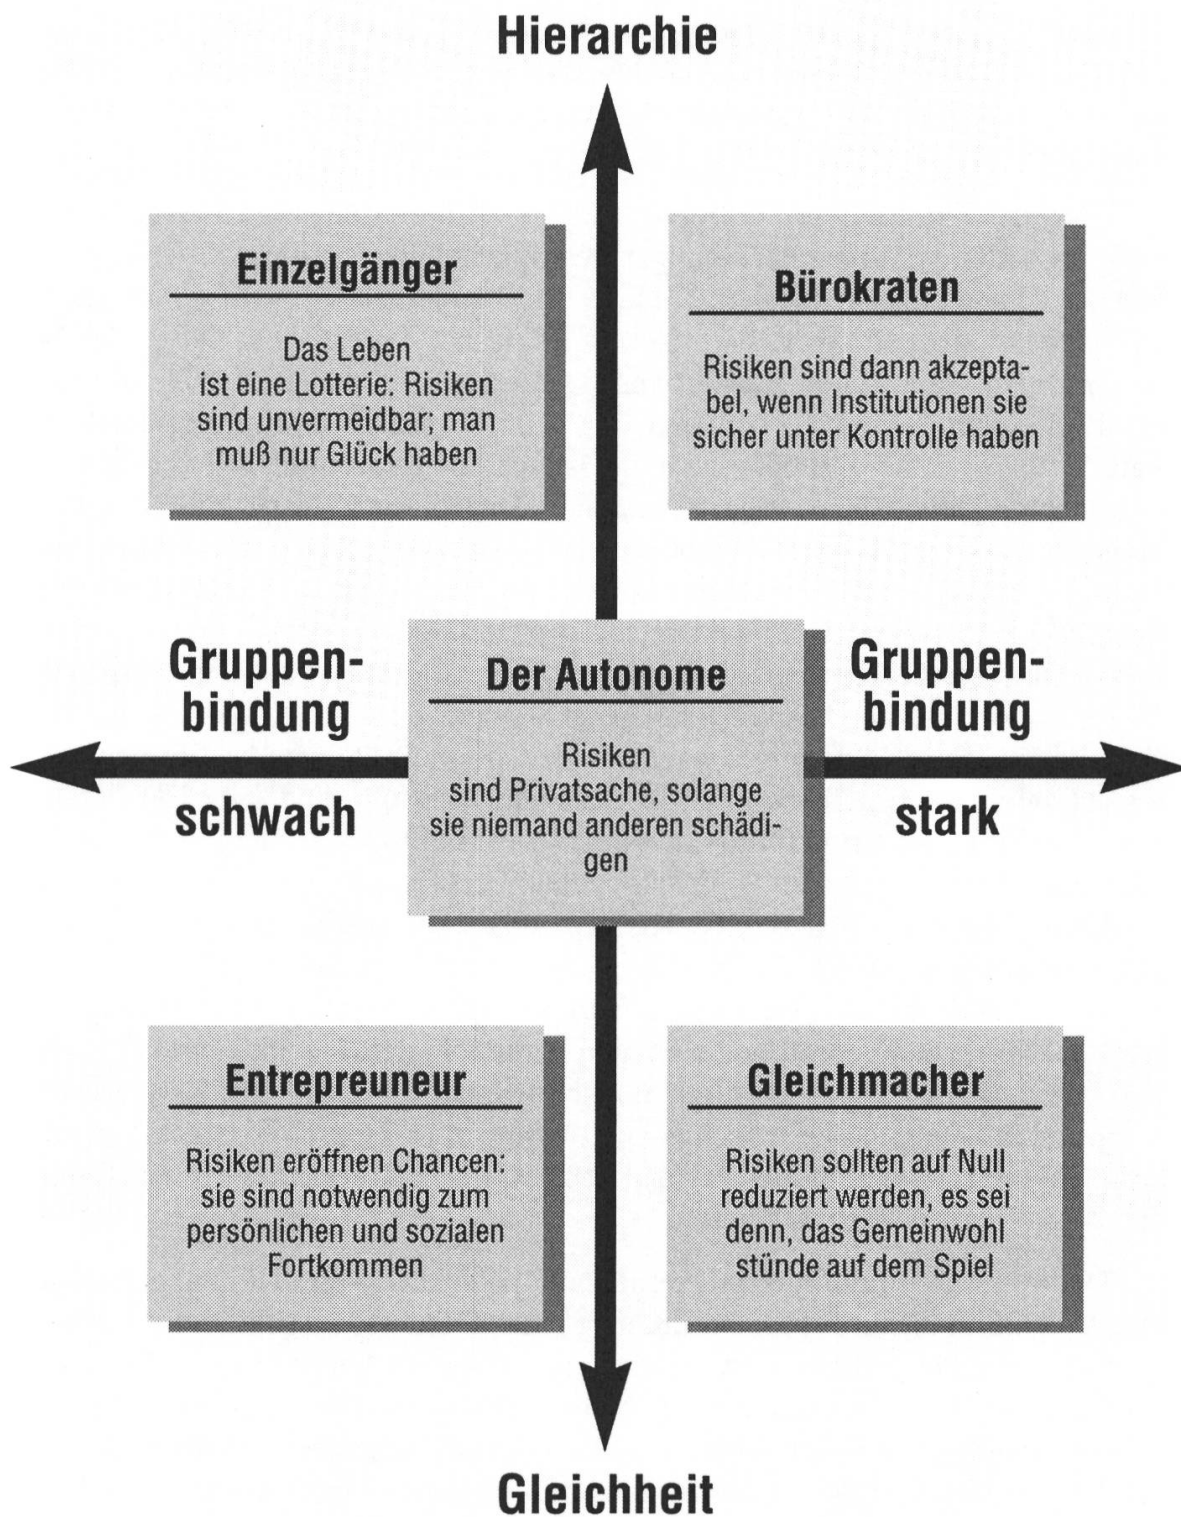 Hierarchie
Einzelgänger
Das Leben
ist eine Lotterie: Risiken
sind unvermeidbar; man
muß nur Glück haben
Bürokraten
Risiken sind dann akzepta-
bel, wenn Institutionen sie
sicher unter Kontrolle haben
Gruppen-
bindung
schwach
Der Autonome
Risiken
sind Privatsache, solange
sie niemand anderen schädi-
gen
Gruppen-
bindung
stark
Entrepreuneur
Risiken eröffnen Chancen:
sie sind notwendig zum
persönlichen und sozialen
Fortkommen
Gleichmacher
Risiken sollten auf Null
reduziert werden, es sei
denn, das Gemeinwohl
stünde auf dem Spiel
Gleichheit